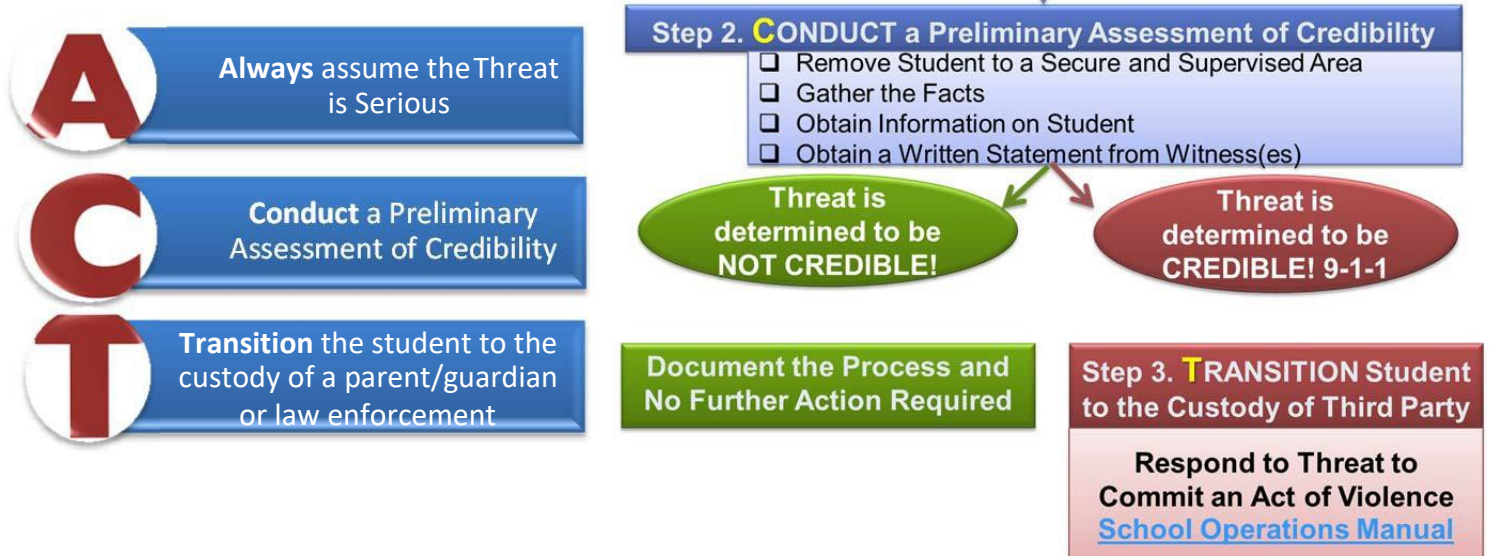 A
Always assume the Threat
is Serious
C
Conduct a Preliminary
Assessment of Credibility
T
Transition the student to the
custody of a parent/guardian
or law enforcement
Step 2. CONDUCT a Preliminary Assessment of Credibility
❑ Remove Student to a Secure and Supervised Area
❑ Gather the Facts
❑ Obtain Information on Student
❑ Obtain a Written Statement from Witness(es)
Threat is
determined to be
NOT CREDIBLE!
Threat is
determined to be
CREDIBLE! 9-1-1
Document the Process and
No Further Action Required
Step 3. TRANSITION Student
to the Custody of Third Party
Respond to Threat to
Commit an Act of Violence
School Operations Manual